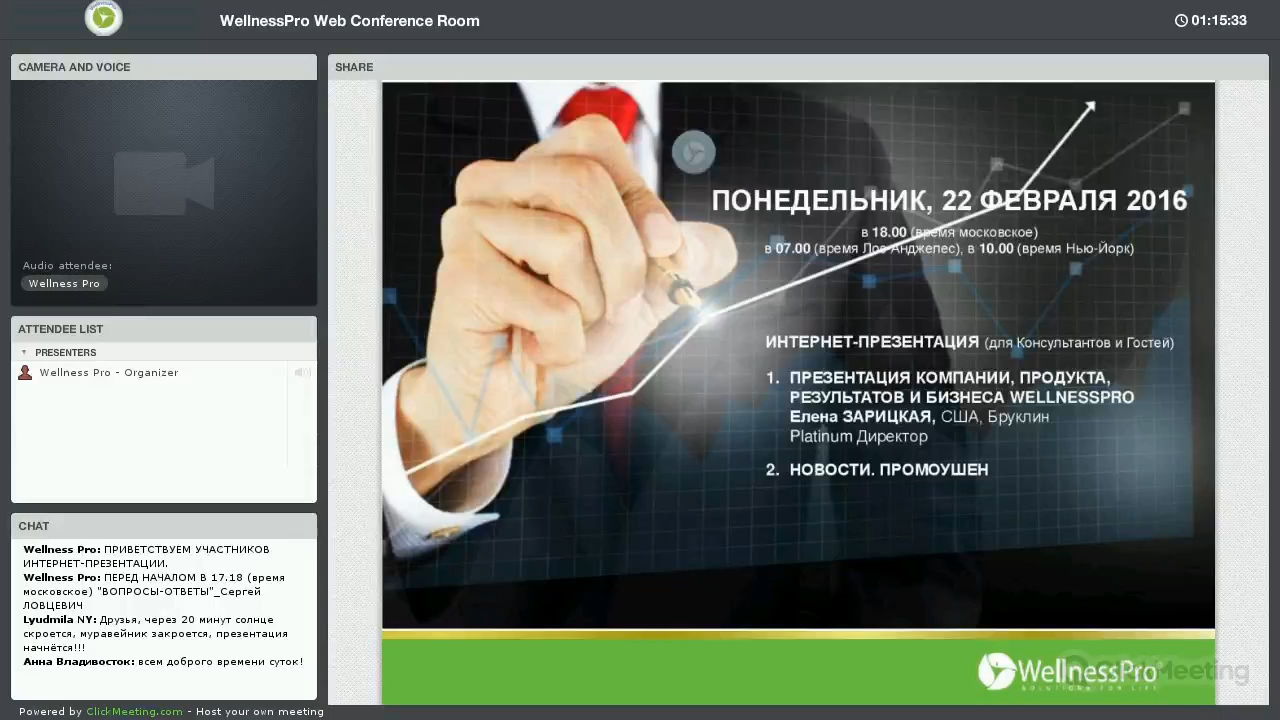 WellnessPro Web Conference Room
01:15:33
CAMERA AND VOICE
Audio attendee:
Wellness Pro
ATTENDEE LIST
PRESENTERS
Wellness Pro - Organizer
CHAT
Wellness Pro: ПРИВЕТСТВУЕМ УЧАСТНИКОВ
ИНТЕРНЕТ-ПРЕЗЕНТАЦИИ.
Wellness Pro: ПЕРЕД НАЧАЛОМ В 17.18 (время
московское) "ВОПРОСЫ-ОТВЕТЫ"_Сергей
ЛОВЦЕВИЧ
Lyudmila NY: Друзья, через 20 минут солнце
скроется, муравейник закроется, презентация
начнётся!!!
Анна Владивосток: всем доброго времени суток!
Powered by ClickMeeting.com - Host your own meeting
SHARE
ПОНЕДЕЛЬНИК, 22 ФЕВРАЛЯ 2016
в 18.00 (время московское)
в 07.00 (время Лос-Анджелес), в 10.00 (время Нью-Йорк)
ИНТЕРНЕТ-ПРЕЗЕНТАЦИЯ (для Консультантов и Гостей)
1. ПРЕЗЕНТАЦИЯ КОМПАНИИ, ПРОДУКТА,
РЕЗУЛЬТАТОВ И БИЗНЕСА WELLNESSPRO
Елена ЗАРИЦКАЯ, США, Бруклин
Platinum Директор
2. НОВОСТИ. ПРОМОУШЕН
WellnessPro
SOLUTIONS FOR LIFE
ClickMeeting